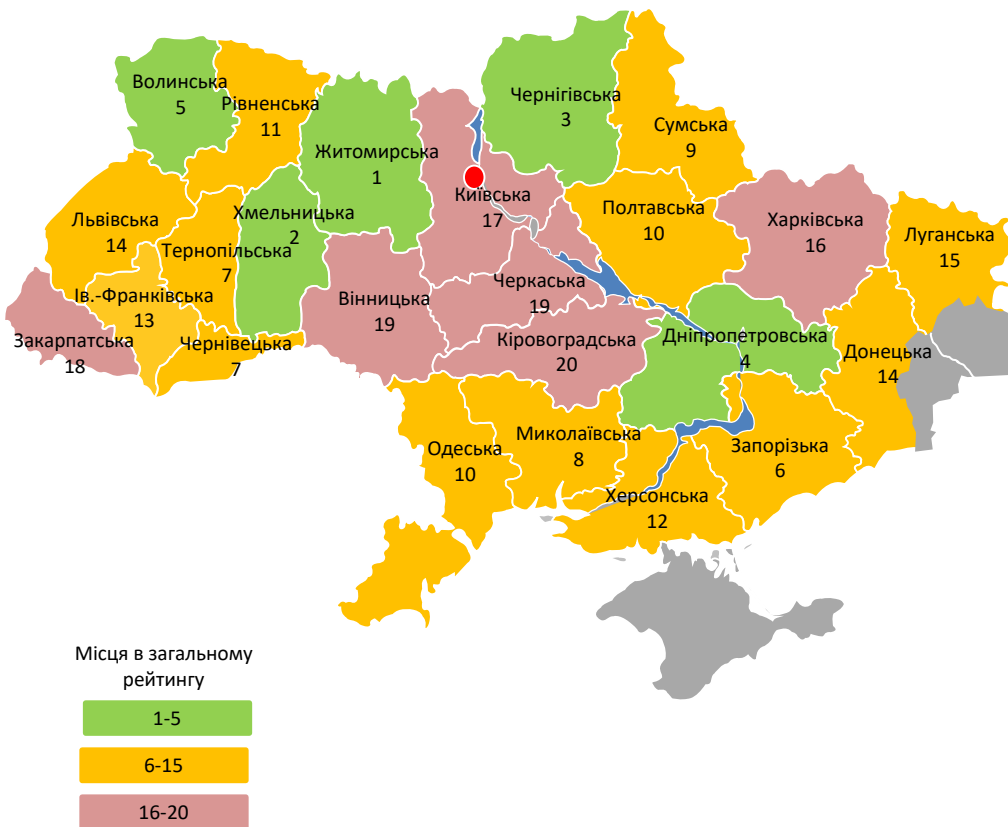 Волинська
5
Рівненська
11
Житомирська
1
Чернігівська
3
Сумська
9
Київська
17
Полтавська
10
Харківська
16
Луганська
15
Львівська
14
Тернопільська
7
Хмельницька
2
Ів.-Франківська
13
Закарпатська
18
Чернівецька
7
Вінницька
19
Черкаська
19
Кіровоградська
20
Дніпропетровська
4
Донецька
14
Одеська
10
Миколаївська
8
Запорізька
6
Херсонська
12
Місця в загальному
рейтингу
1-5
6-15
16-20